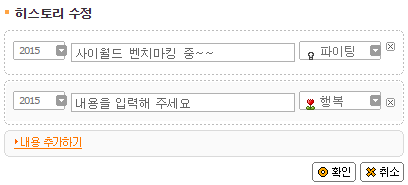 히스토리 수정
2015 사이월드 벤치마킹 중~~ 파이팅
2015 내용을 입력해 주세요 행복
내용 추가하기
확인 취소